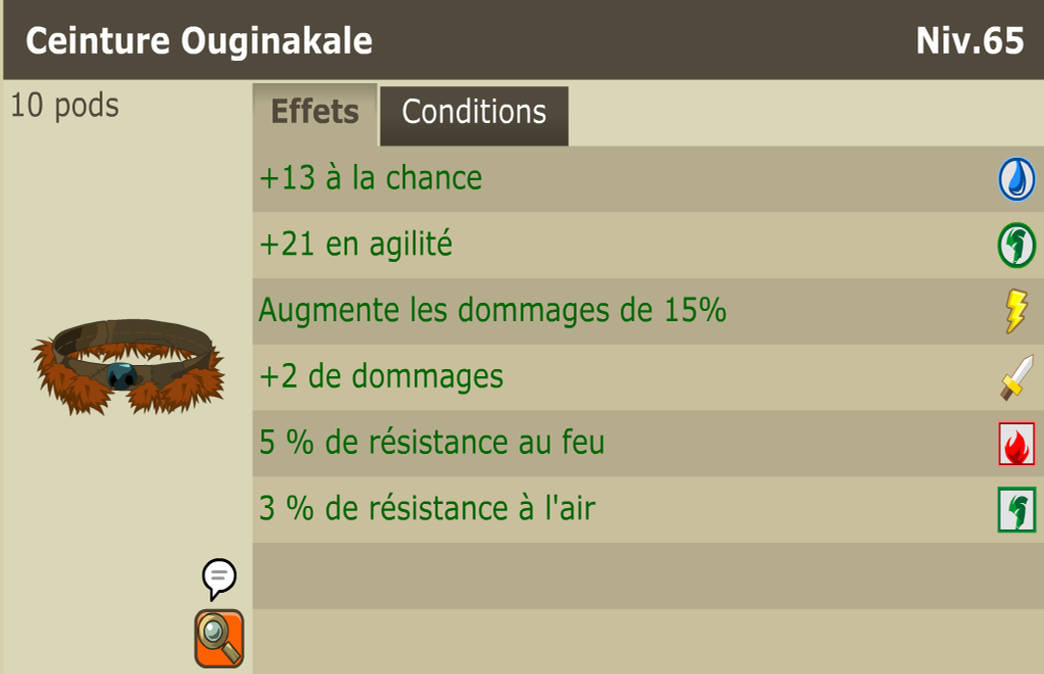 Ceinture Ouginakale Niv.65
10 pods
Effets Conditions
+13 à la chance
+21 en agilité
Augmente les dommages de 15%
+2 de dommages
5 % de résistance au feu
3 % de résistance à l'air